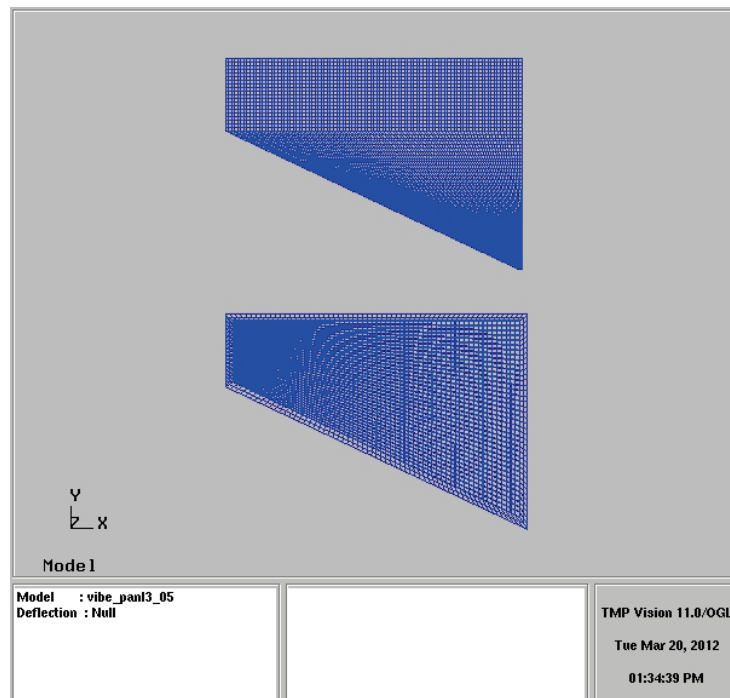 Y
Z X
Model
Model : vibe_panl3_05
Deflection : Null
TMP Vision 11.0/OGL
Tue Mar 20, 2012
01:34:39 PM